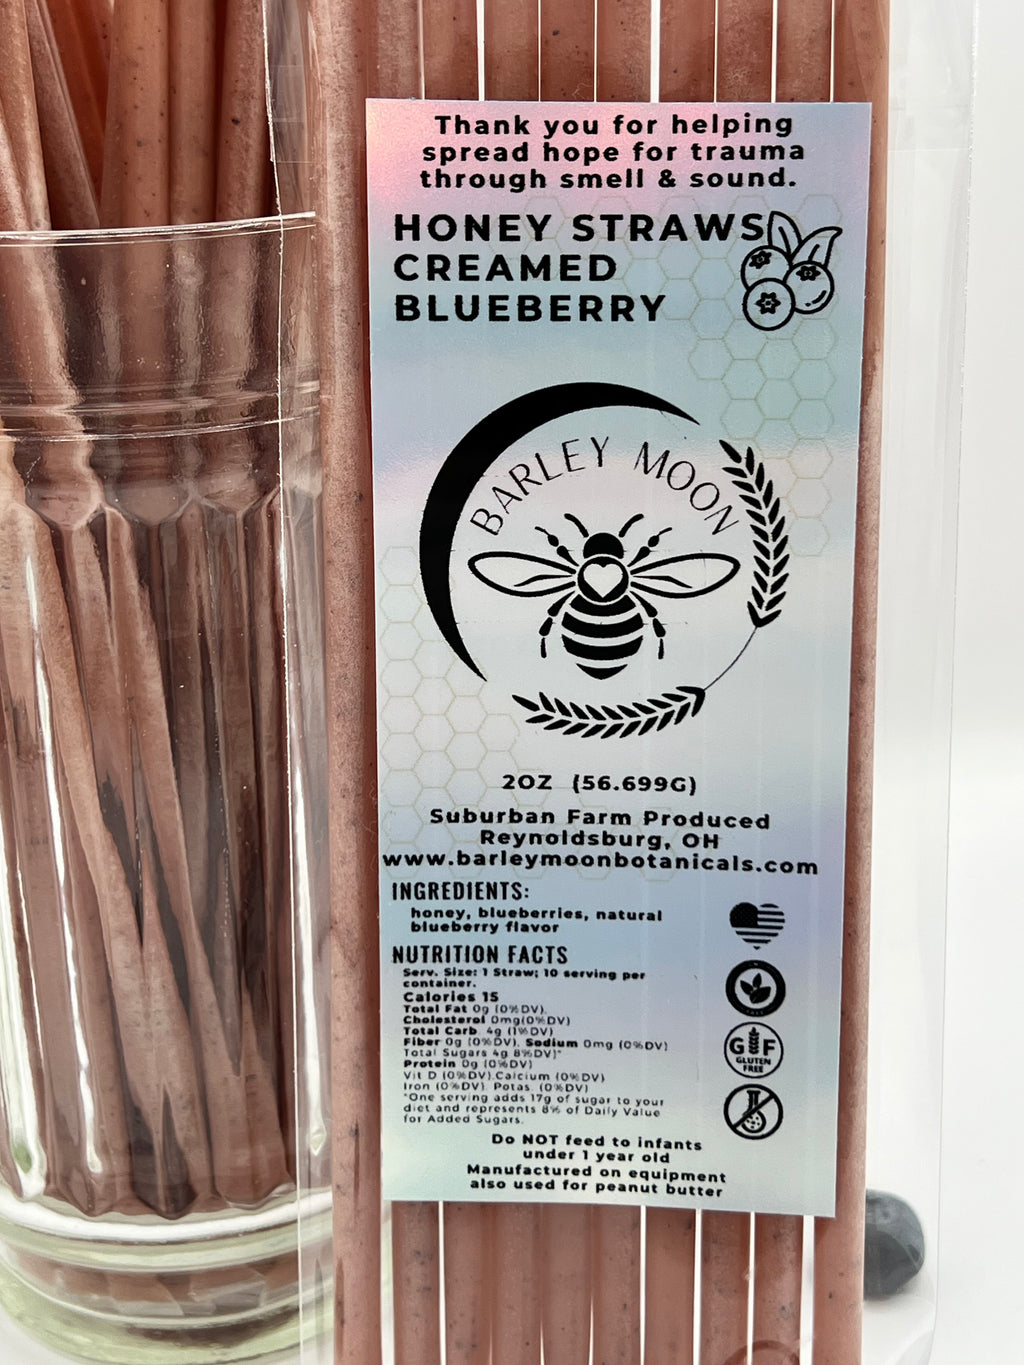 Thank you for helping
spread hope for trauma
through smell & sound.
HONEY STRAWS
CREAMED
BLUEBERRY
BARLEY MOON
2OZ (56.699G)
Suburban Farm Produced
Reynoldsburg, OH
www.barleymoonbotanicals.com
INGREDIENTS:
honey, blueberries, natural
blueberry flavor
NUTRITION FACTS
Serv. Size: 1 Straw; 10 serving per
container.
Calories 15
Total Fat 0g (0%DV).
Cholesterol 0mg(0%DV)
Total Carb. 4g (1%DV)
Fiber 0g (0%DV). Sodium 0mg (0%DV)
Total Sugars 4g 8%DV)*
Protein 0g (0%DV)
Vit D (0%DV).Calcium (0%DV)
Iron (0%DV). Potas. (0%DV)
*One serving adds 17g of sugar to your
diet and represents 8% of Daily Value
for Added Sugars.
GF
GLUTEN
FREE
Do NOT feed to infants
under 1 year old
Manufactured on equipment
also used for peanut butter